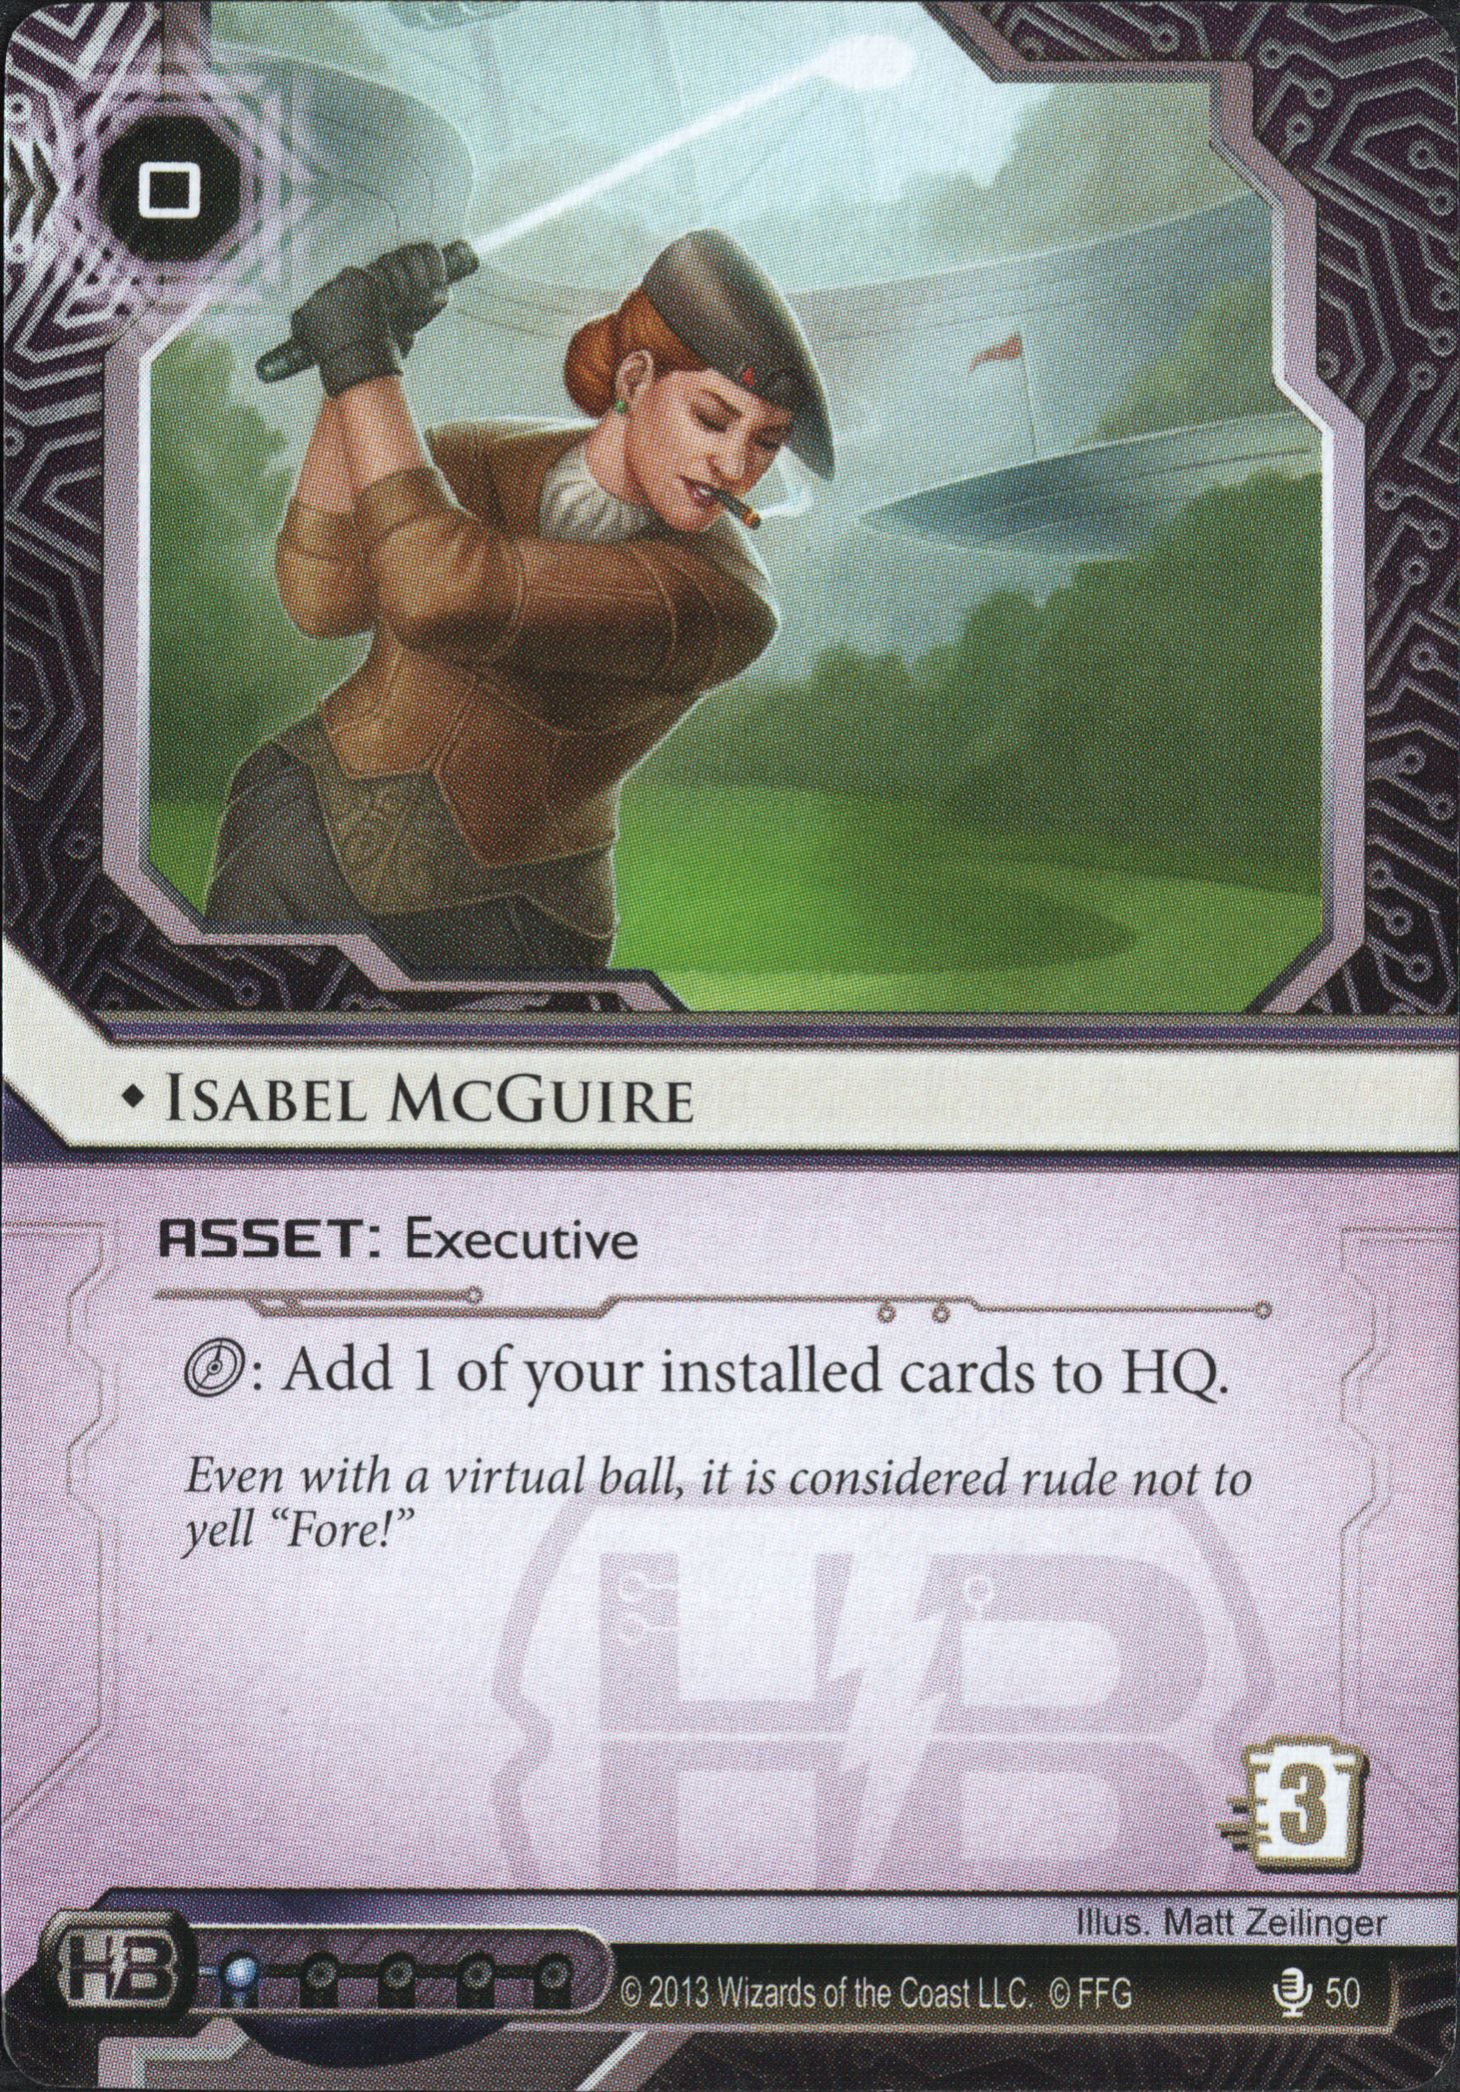 ◆ ISABEL MCGUIRE
ASSET: Executive
: Add 1 of your installed cards to HQ.
Even with a virtual ball, it is considered rude not to
yell “Fore!”
HB
3
Illus. Matt Zeilinger
HB
© 2013 Wizards of the Coast LLC. © FFG
50